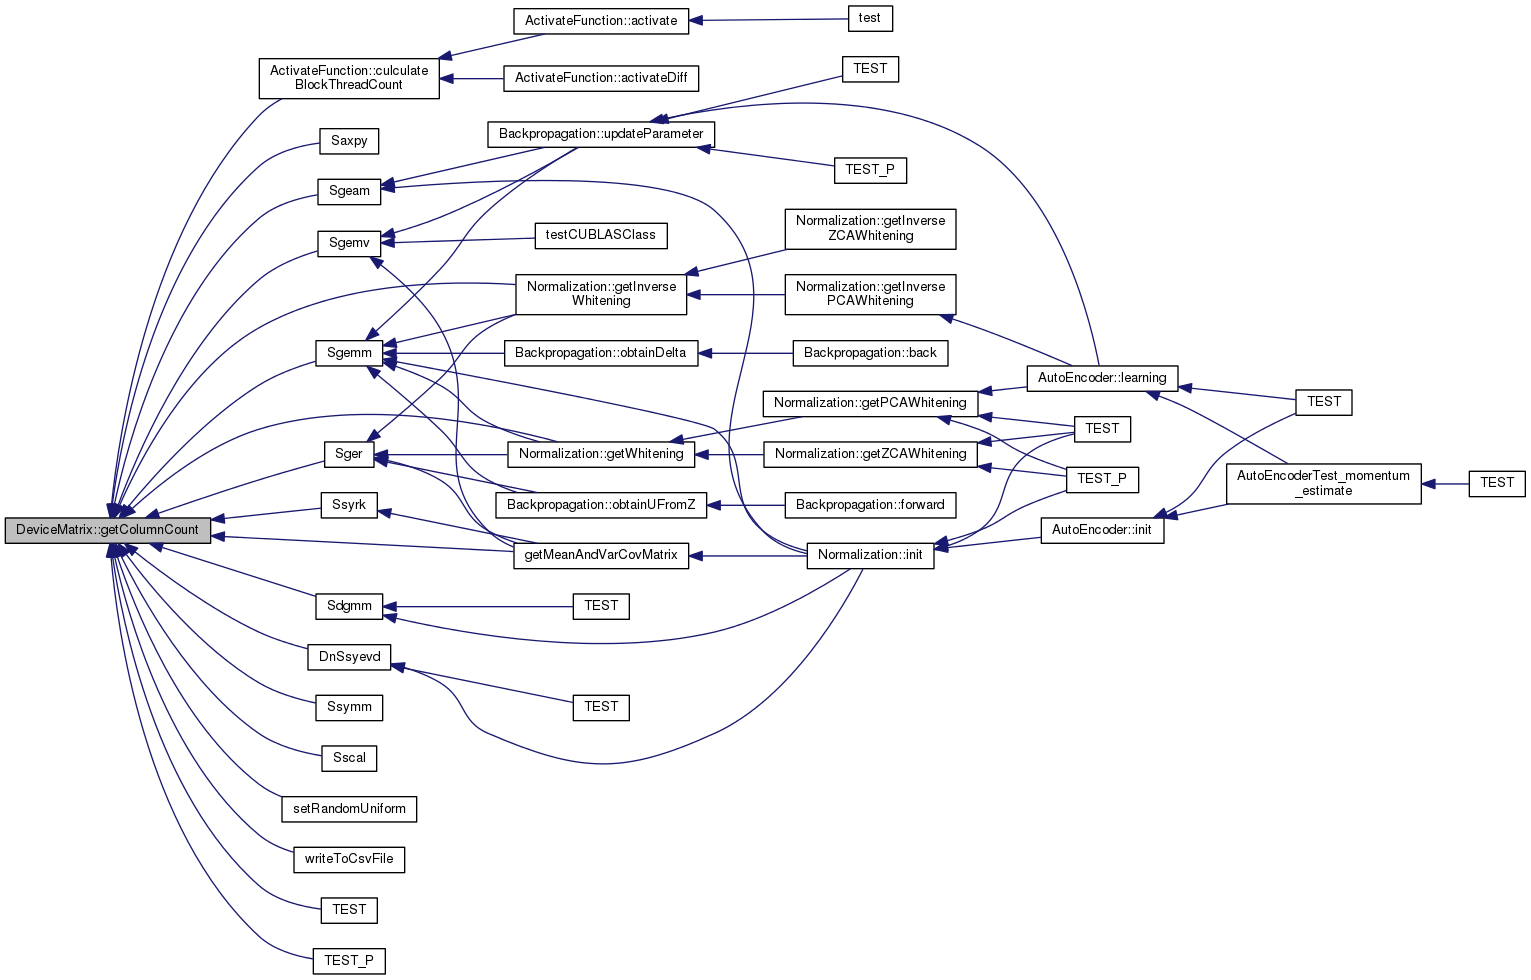 ActivateFunction::activate
test
ActivateFunction::culculate
BlockThreadCount
ActivateFunction::activateDiff
TEST
Backpropagation::updateParameter
Saxpy
TEST_P
Sgeam
Normalization::getInverse
ZCAWhitening
Sgemv
testCUBLASClass
Normalization::getInverse
Whitening
Normalization::getInverse
PCAWhitening
Sgemm
Backpropagation::obtainDelta
Backpropagation::back
AutoEncoder::learning
Normalization::getPCAWhitening
TEST
TEST
Sger
Normalization::getWhitening
Normalization::getZCAWhitening
TEST_P
AutoEncoderTest_momentum
_estimate
TEST
Ssyrk
Backpropagation::obtainUFromZ
Backpropagation::forward
DeviceMatrix::getColumnCount
AutoEncoder::init
getMeanAndVarCovMatrix
Normalization::init
Sdgmm
TEST
DnSsyevd
TEST
Ssymm
Sscal
setRandomUniform
writeToCsvFile
TEST
TEST_P